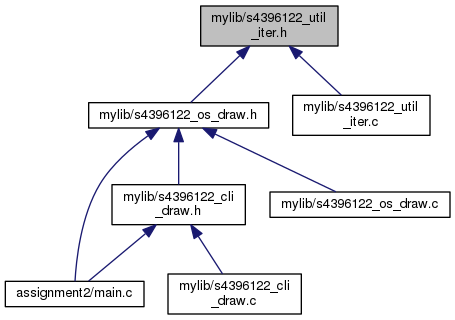 mylib/s4396122_util
_iter.h
mylib/s4396122_os_draw.h
mylib/s4396122_util
_iter.c
mylib/s4396122_cli
_draw.h
mylib/s4396122_os_draw.c
assignment2/main.c
mylib/s4396122_cli
_draw.c